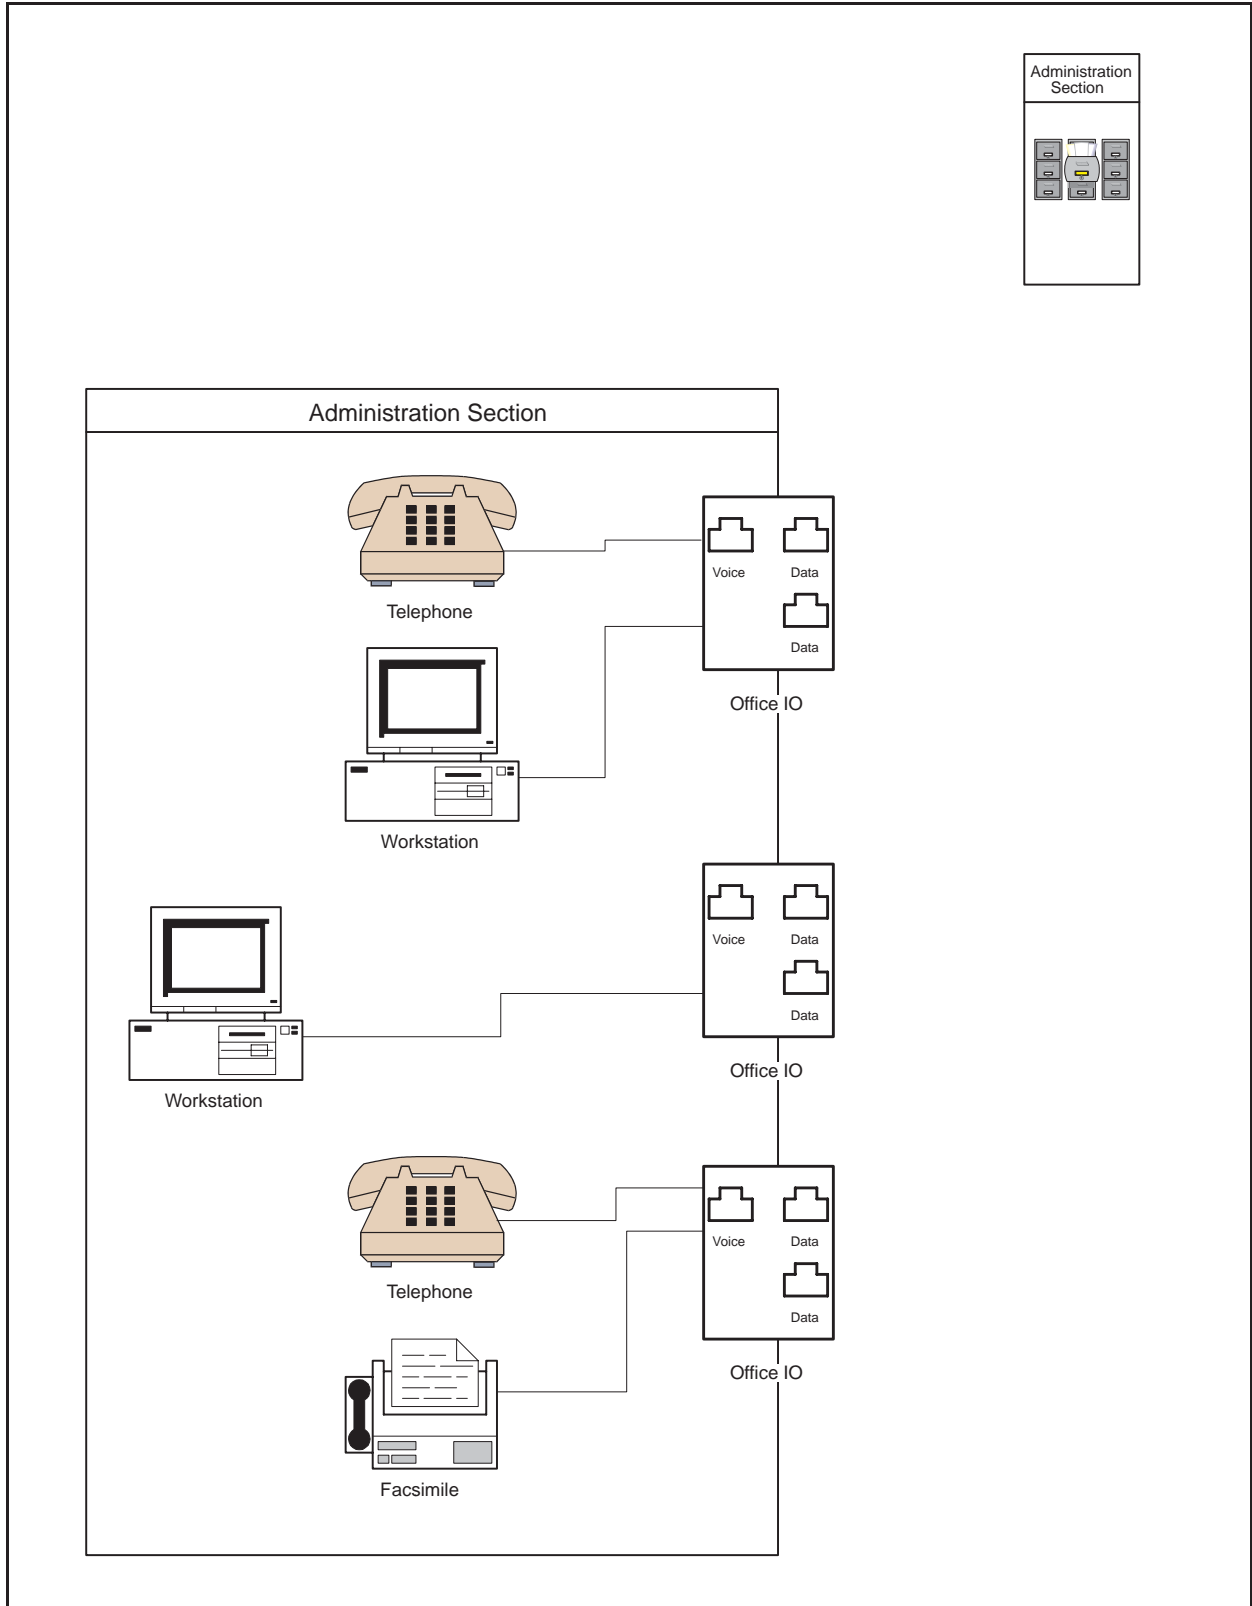 Administration
Section
Administration Section
Voice
Data
Telephone
Data
Office IO
Workstation
Voice
Data
Data
Office IO
Workstation
Voice
Data
Telephone
Data
Office IO
Facsimile